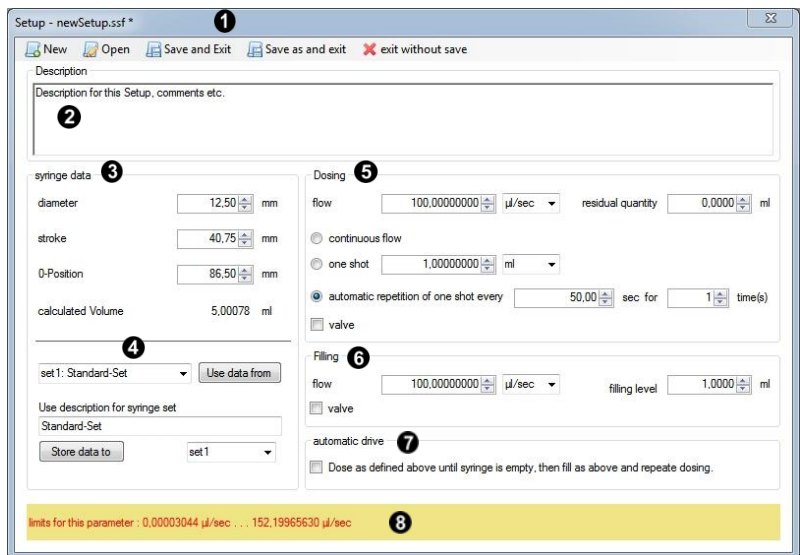 Setup - newSetup.ssf *
1
New Open Save and Exit Save as and exit exit without save
Description
Description for this Setup, comments etc.
2
syringe data 3
diameter 12,50 mm
stroke 40,75 mm
0-Position 86,50 mm
calculated Volume 5,00078 ml
4
set1: Standard-Set Use data from
Use description for syringe set
Standard-Set
Store data to set1
Dosing 5
flow 100,00000000 µl/sec residual quantity 0,0000 ml
continuous flow
one shot 1,00000000 ml
automatic repetition of one shot every 50,00 sec for 1 time(s)
valve
Filling 6
flow 100,00000000 µl/sec filling level 1,0000 ml
valve
automatic drive 7
Dose as defined above until syringe is empty, then fill as above and repeat dosing.
limits for this parameter : 0,00003044 µl/sec . . . 152,19965630 µl/sec 8